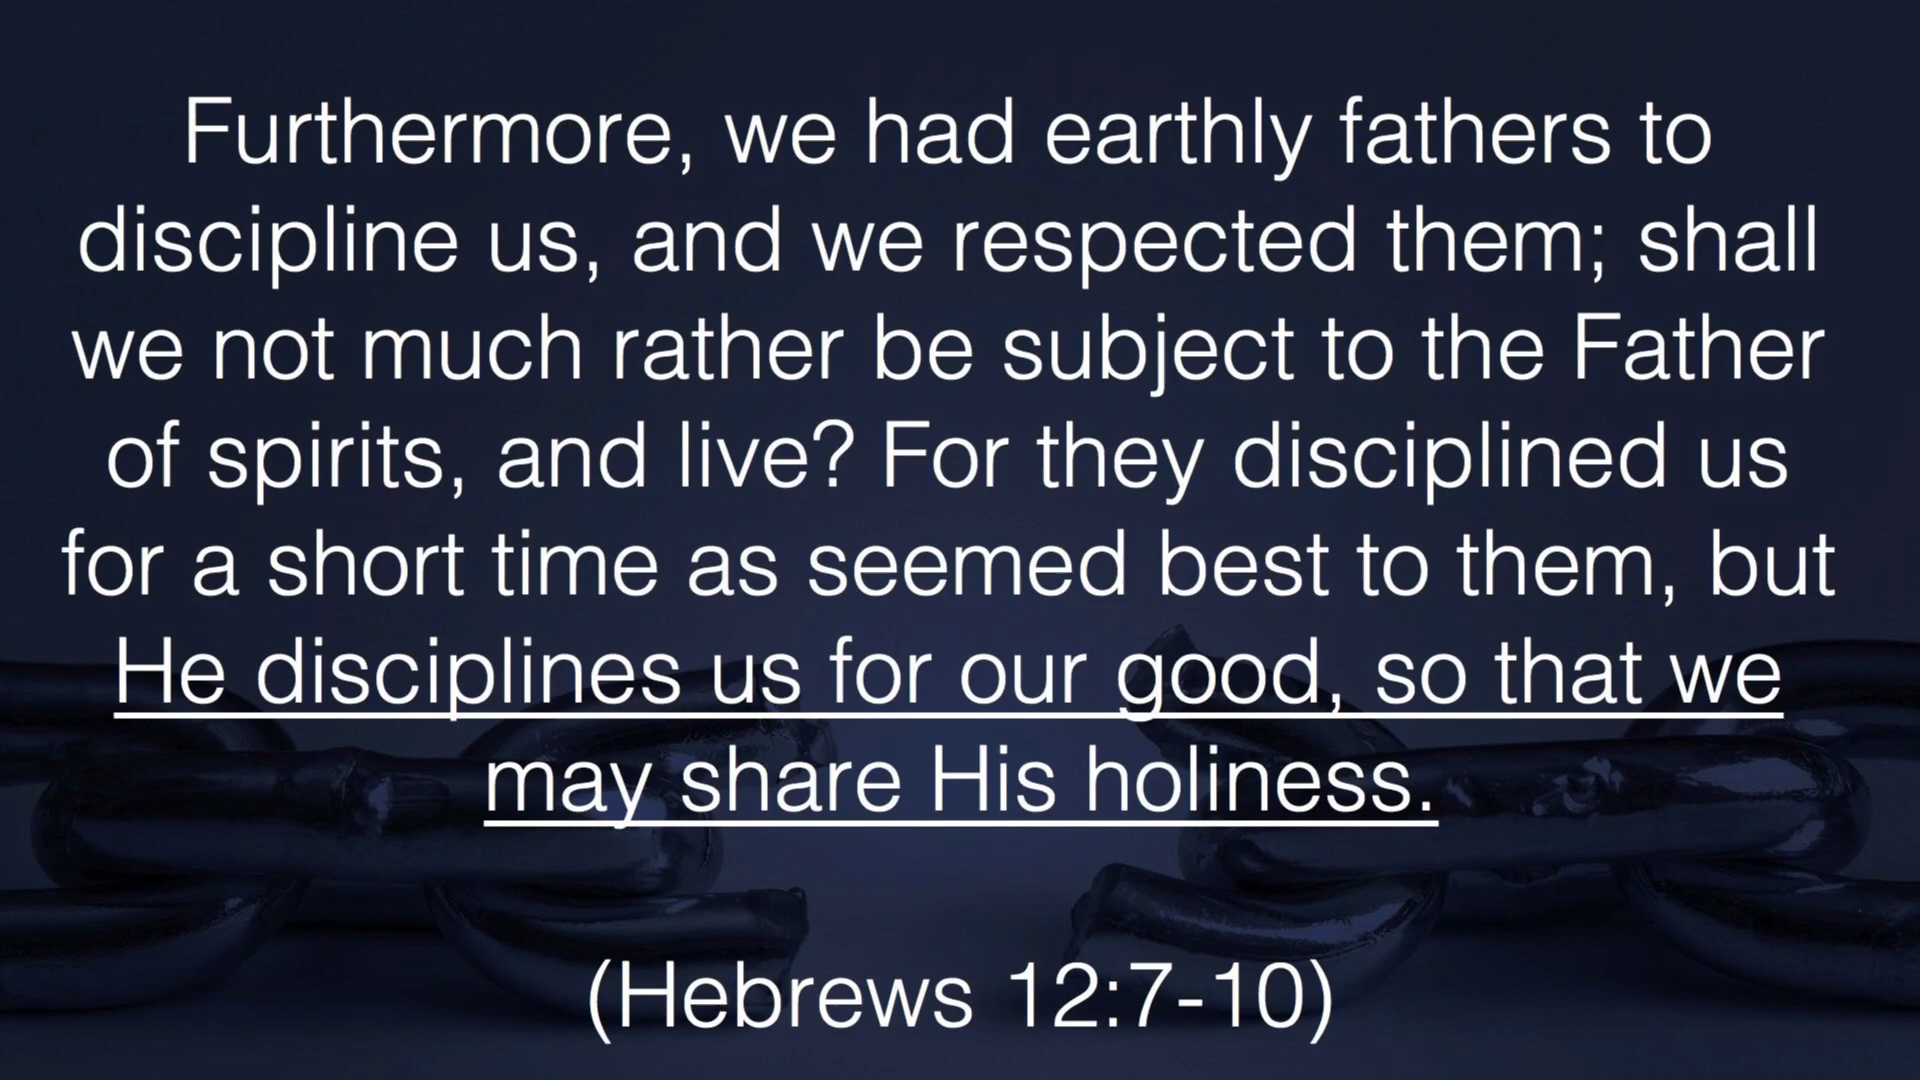 Furthermore, we had earthly fathers to
discipline us, and we respected them; shall
we not much rather be subject to the Father
of spirits, and live? For they disciplined us
for a short time as seemed best to them, but
He disciplines us for our good, so that we
may share His holiness.
(Hebrews 12:7-10)